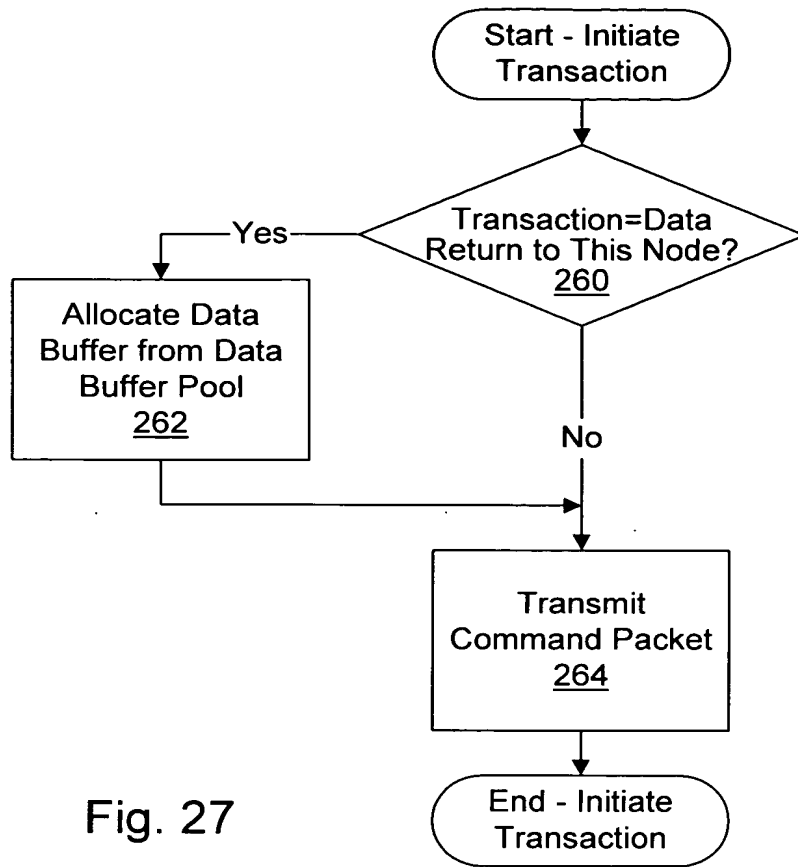 Start - Initiate
Transaction
Transaction=Data
Return to This Node?
260
Yes
Allocate Data
Buffer from Data
Buffer Pool
262
No
Transmit
Command Packet
264
End - Initiate
Transaction
Fig. 27